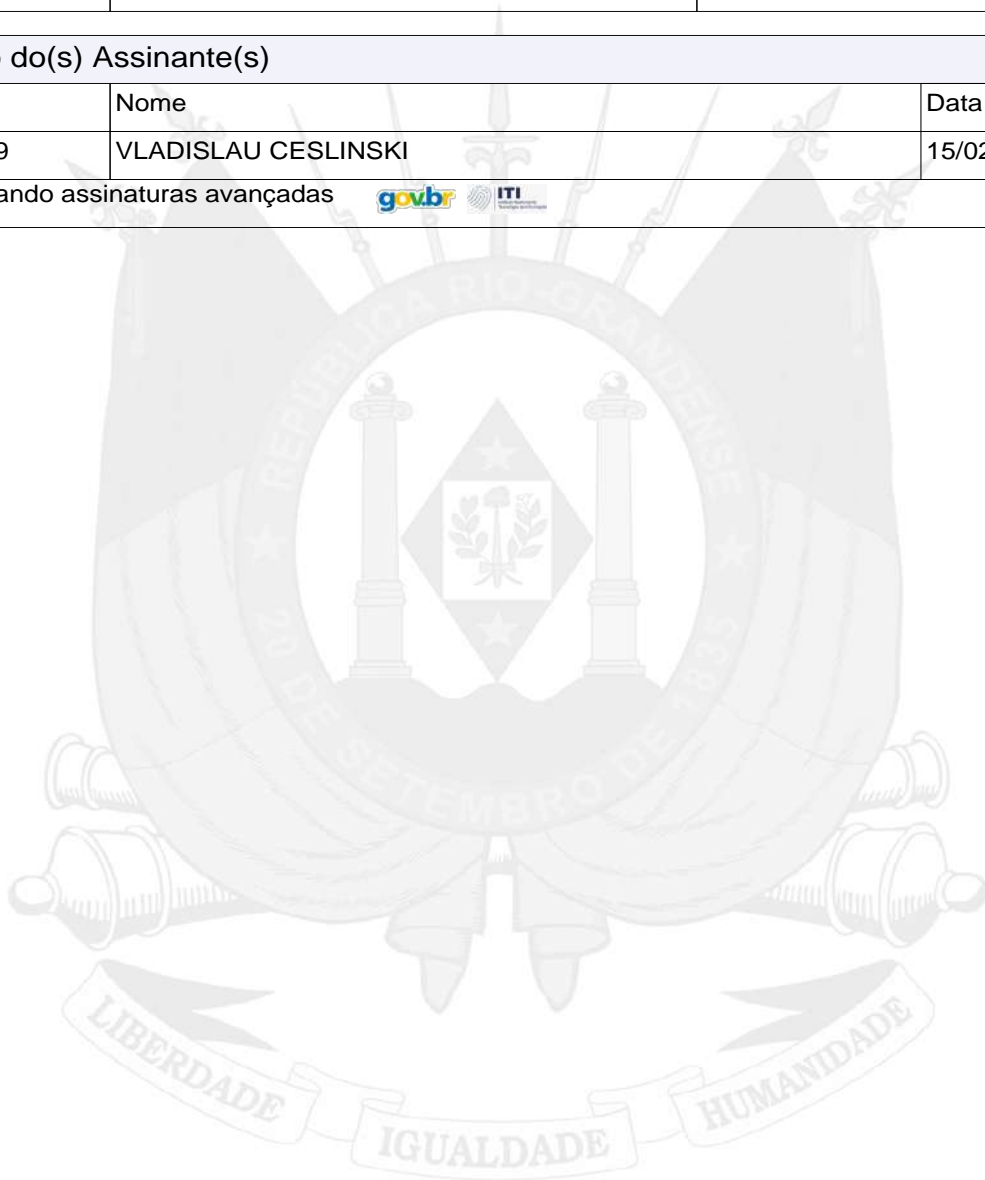 do(s) Assinante(s)
Nome
Data
9
VLADISLAU CESLINSKI
15/02
ando assinaturas avançadas
gov.br
ITI
REPÚBLICA RIO-GRANDENSE
20 DE SETEMBRO DE 1835
LIBERDADE
IGUALDADE
HUMANIDADE